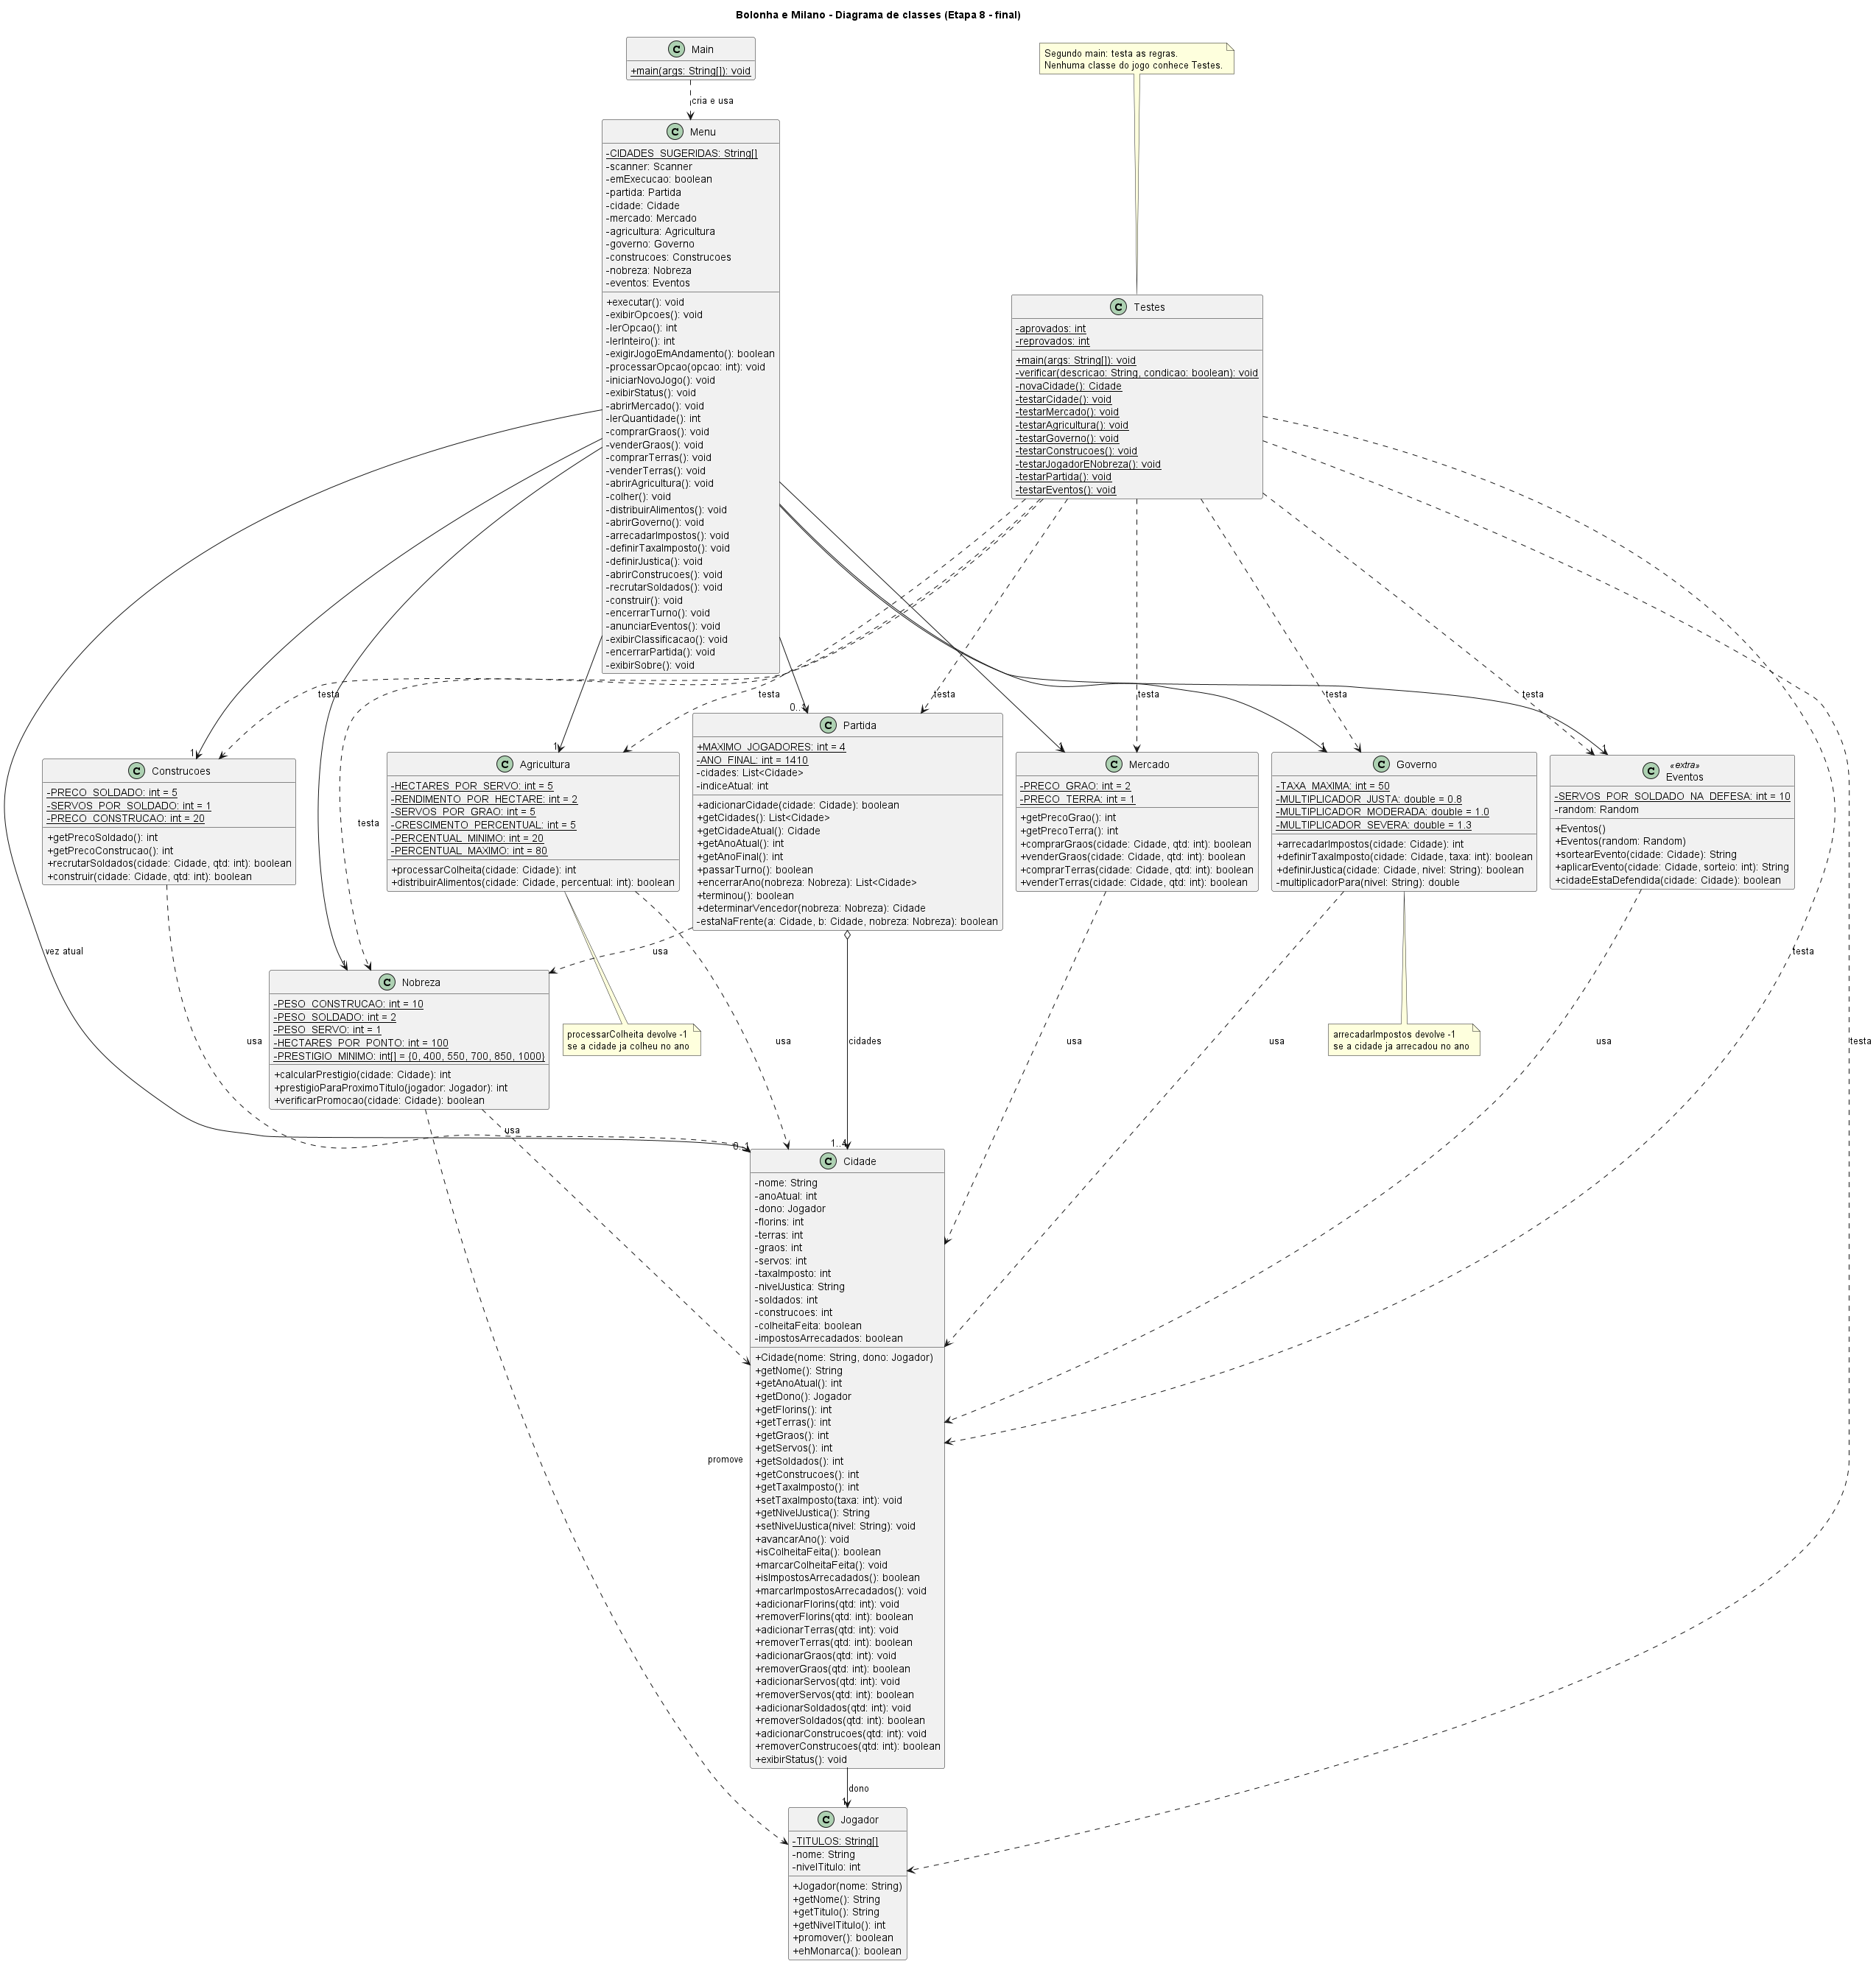 Bolonha e Milano - Diagrama de classes (Etapa 8 - final)
Main
+main(args: String[]): void
Segundo main: testa as regras.
Nenhuma classe do jogo conhece Testes.
cria e usa
Menu
-CIDADES_SUGERIDAS: String[]
-scanner: Scanner
-emExecucao: boolean
-partida: Partida
-cidade: Cidade
-mercado: Mercado
-agricultura: Agricultura
-governo: Governo
-construcoes: Construcoes
-nobreza: Nobreza
-eventos: Eventos
+executar(): void
-exibirOpcoes(): void
-lerOpcao(): int
-lerInteiro(): int
-exigirJogoEmAndamento(): boolean
-processarOpcao(opcao: int): void
-iniciarNovoJogo(): void
-exibirStatus(): void
-abrirMercado(): void
-lerQuantidade(): int
-comprarGraos(): void
-venderGraos(): void
-comprarTerras(): void
-venderTerras(): void
-abrirAgricultura(): void
-colher(): void
-distribuirAlimentos(): void
-abrirGoverno(): void
-arrecadarImpostos(): void
-definirTaxaImposto(): void
-definirJustica(): void
-abrirConstrucoes(): void
-recrutarSoldados(): void
-construir(): void
-encerrarTurno(): void
-anunciarEventos(): void
-exibirClassificacao(): void
-encerrarPartida(): void
-exibirSobre(): void
Testes
-aprovados: int
-reprovados: int
+main(args: String[]): void
-verificar(descricao: String, condicao: boolean): void
-novaCidade(): Cidade
-testarCidade(): void
-testarMercado(): void
-testarAgricultura(): void
-testarGoverno(): void
-testarConstrucoes(): void
-testarJogadorENobreza(): void
-testarPartida(): void
-testarEventos(): void
testa
testa
testa
testa
testa
testa
1
1
0..1
1
1
1
Construcoes
-PRECO_SOLDADO: int = 5
-SERVOS_POR_SOLDADO: int = 1
-PRECO_CONSTRUCAO: int = 20
+getPrecoSoldado(): int
+getPrecoConstrucao(): int
+recrutarSoldados(cidade: Cidade, qtd: int): boolean
+construir(cidade: Cidade, qtd: int): boolean
testa
Agricultura
-HECTARES_POR_SERVO: int = 5
-RENDIMENTO_POR_HECTARE: int = 2
-SERVOS_POR_GRAO: int = 5
-CRESCIMENTO_PERCENTUAL: int = 5
-PERCENTUAL_MINIMO: int = 20
-PERCENTUAL_MAXIMO: int = 80
+processarColheita(cidade: Cidade): int
+distribuirAlimentos(cidade: Cidade, percentual: int): boolean
Partida
+MAXIMO_JOGADORES: int = 4
-ANO_FINAL: int = 1410
-cidades: List<Cidade>
-indiceAtual: int
+adicionarCidade(cidade: Cidade): boolean
+getCidades(): List<Cidade>
+getCidadeAtual(): Cidade
+getAnoAtual(): int
+getAnoFinal(): int
+passarTurno(): boolean
+encerrarAno(nobreza: Nobreza): List<Cidade>
+terminou(): boolean
+determinarVencedor(nobreza: Nobreza): Cidade
-estaNaFrente(a: Cidade, b: Cidade, nobreza: Nobreza): boolean
Mercado
-PRECO_GRAO: int = 2
-PRECO_TERRA: int = 1
+getPrecoGrao(): int
+getPrecoTerra(): int
+comprarGraos(cidade: Cidade, qtd: int): boolean
+venderGraos(cidade: Cidade, qtd: int): boolean
+comprarTerras(cidade: Cidade, qtd: int): boolean
+venderTerras(cidade: Cidade, qtd: int): boolean
Governo
-TAXA_MAXIMA: int = 50
-MULTIPLICADOR_JUSTA: double = 0.8
-MULTIPLICADOR_MODERADA: double = 1.0
-MULTIPLICADOR_SEVERA: double = 1.3
+arrecadarImpostos(cidade: Cidade): int
+definirTaxaImposto(cidade: Cidade, taxa: int): boolean
+definirJustica(cidade: Cidade, nivel: String): boolean
-multiplicadorPara(nivel: String): double
«extra»
Eventos
-SERVOS_POR_SOLDADO_NA_DEFESA: int = 10
-random: Random
+Eventos()
+Eventos(random: Random)
+sortearEvento(cidade: Cidade): String
+aplicarEvento(cidade: Cidade, sorteio: int): String
+cidadeEstaDefendida(cidade: Cidade): boolean
vez atual
usa
testa
1
Nobreza
-PESO_CONSTRUCAO: int = 10
-PESO_SOLDADO: int = 2
-PESO_SERVO: int = 1
-HECTARES_POR_PONTO: int = 100
-PRESTIGIO_MINIMO: int[] = {0, 400, 550, 700, 850, 1000}
+calcularPrestigio(cidade: Cidade): int
+prestigioParaProximoTitulo(jogador: Jogador): int
+verificarPromocao(cidade: Cidade): boolean
processarColheita devolve -1
se a cidade ja colheu no ano
arrecadarImpostos devolve -1
se a cidade ja arrecadou no ano
usa
usa
cidades
usa
usa
usa
testa
usa
0..1
1..4
Cidade
-nome: String
-anoAtual: int
-dono: Jogador
-florins: int
-terras: int
-graos: int
-servos: int
-taxaImposto: int
-nivelJustica: String
-soldados: int
-construcoes: int
-colheitaFeita: boolean
-impostosArrecadados: boolean
+Cidade(nome: String, dono: Jogador)
+getNome(): String
+getAnoAtual(): int
+getDono(): Jogador
+getFlorins(): int
+getTerras(): int
+getGraos(): int
+getServos(): int
+getSoldados(): int
+getConstrucoes(): int
+getTaxaImposto(): int
+setTaxaImposto(taxa: int): void
+getNivelJustica(): String
+setNivelJustica(nivel: String): void
+avancarAno(): void
+isColheitaFeita(): boolean
+marcarColheitaFeita(): void
+isImpostosArrecadados(): boolean
+marcarImpostosArrecadados(): void
+adicionarFlorins(qtd: int): void
+removerFlorins(qtd: int): boolean
+adicionarTerras(qtd: int): void
+removerTerras(qtd: int): boolean
+adicionarGraos(qtd: int): void
+removerGraos(qtd: int): boolean
+adicionarServos(qtd: int): void
+removerServos(qtd: int): boolean
+adicionarSoldados(qtd: int): void
+removerSoldados(qtd: int): boolean
+adicionarConstrucoes(qtd: int): void
+removerConstrucoes(qtd: int): boolean
+exibirStatus(): void
promove
dono
1
Jogador
-TITULOS: String[]
-nome: String
-nivelTitulo: int
+Jogador(nome: String)
+getNome(): String
+getTitulo(): String
+getNivelTitulo(): int
+promover(): boolean
+ehMonarca(): boolean